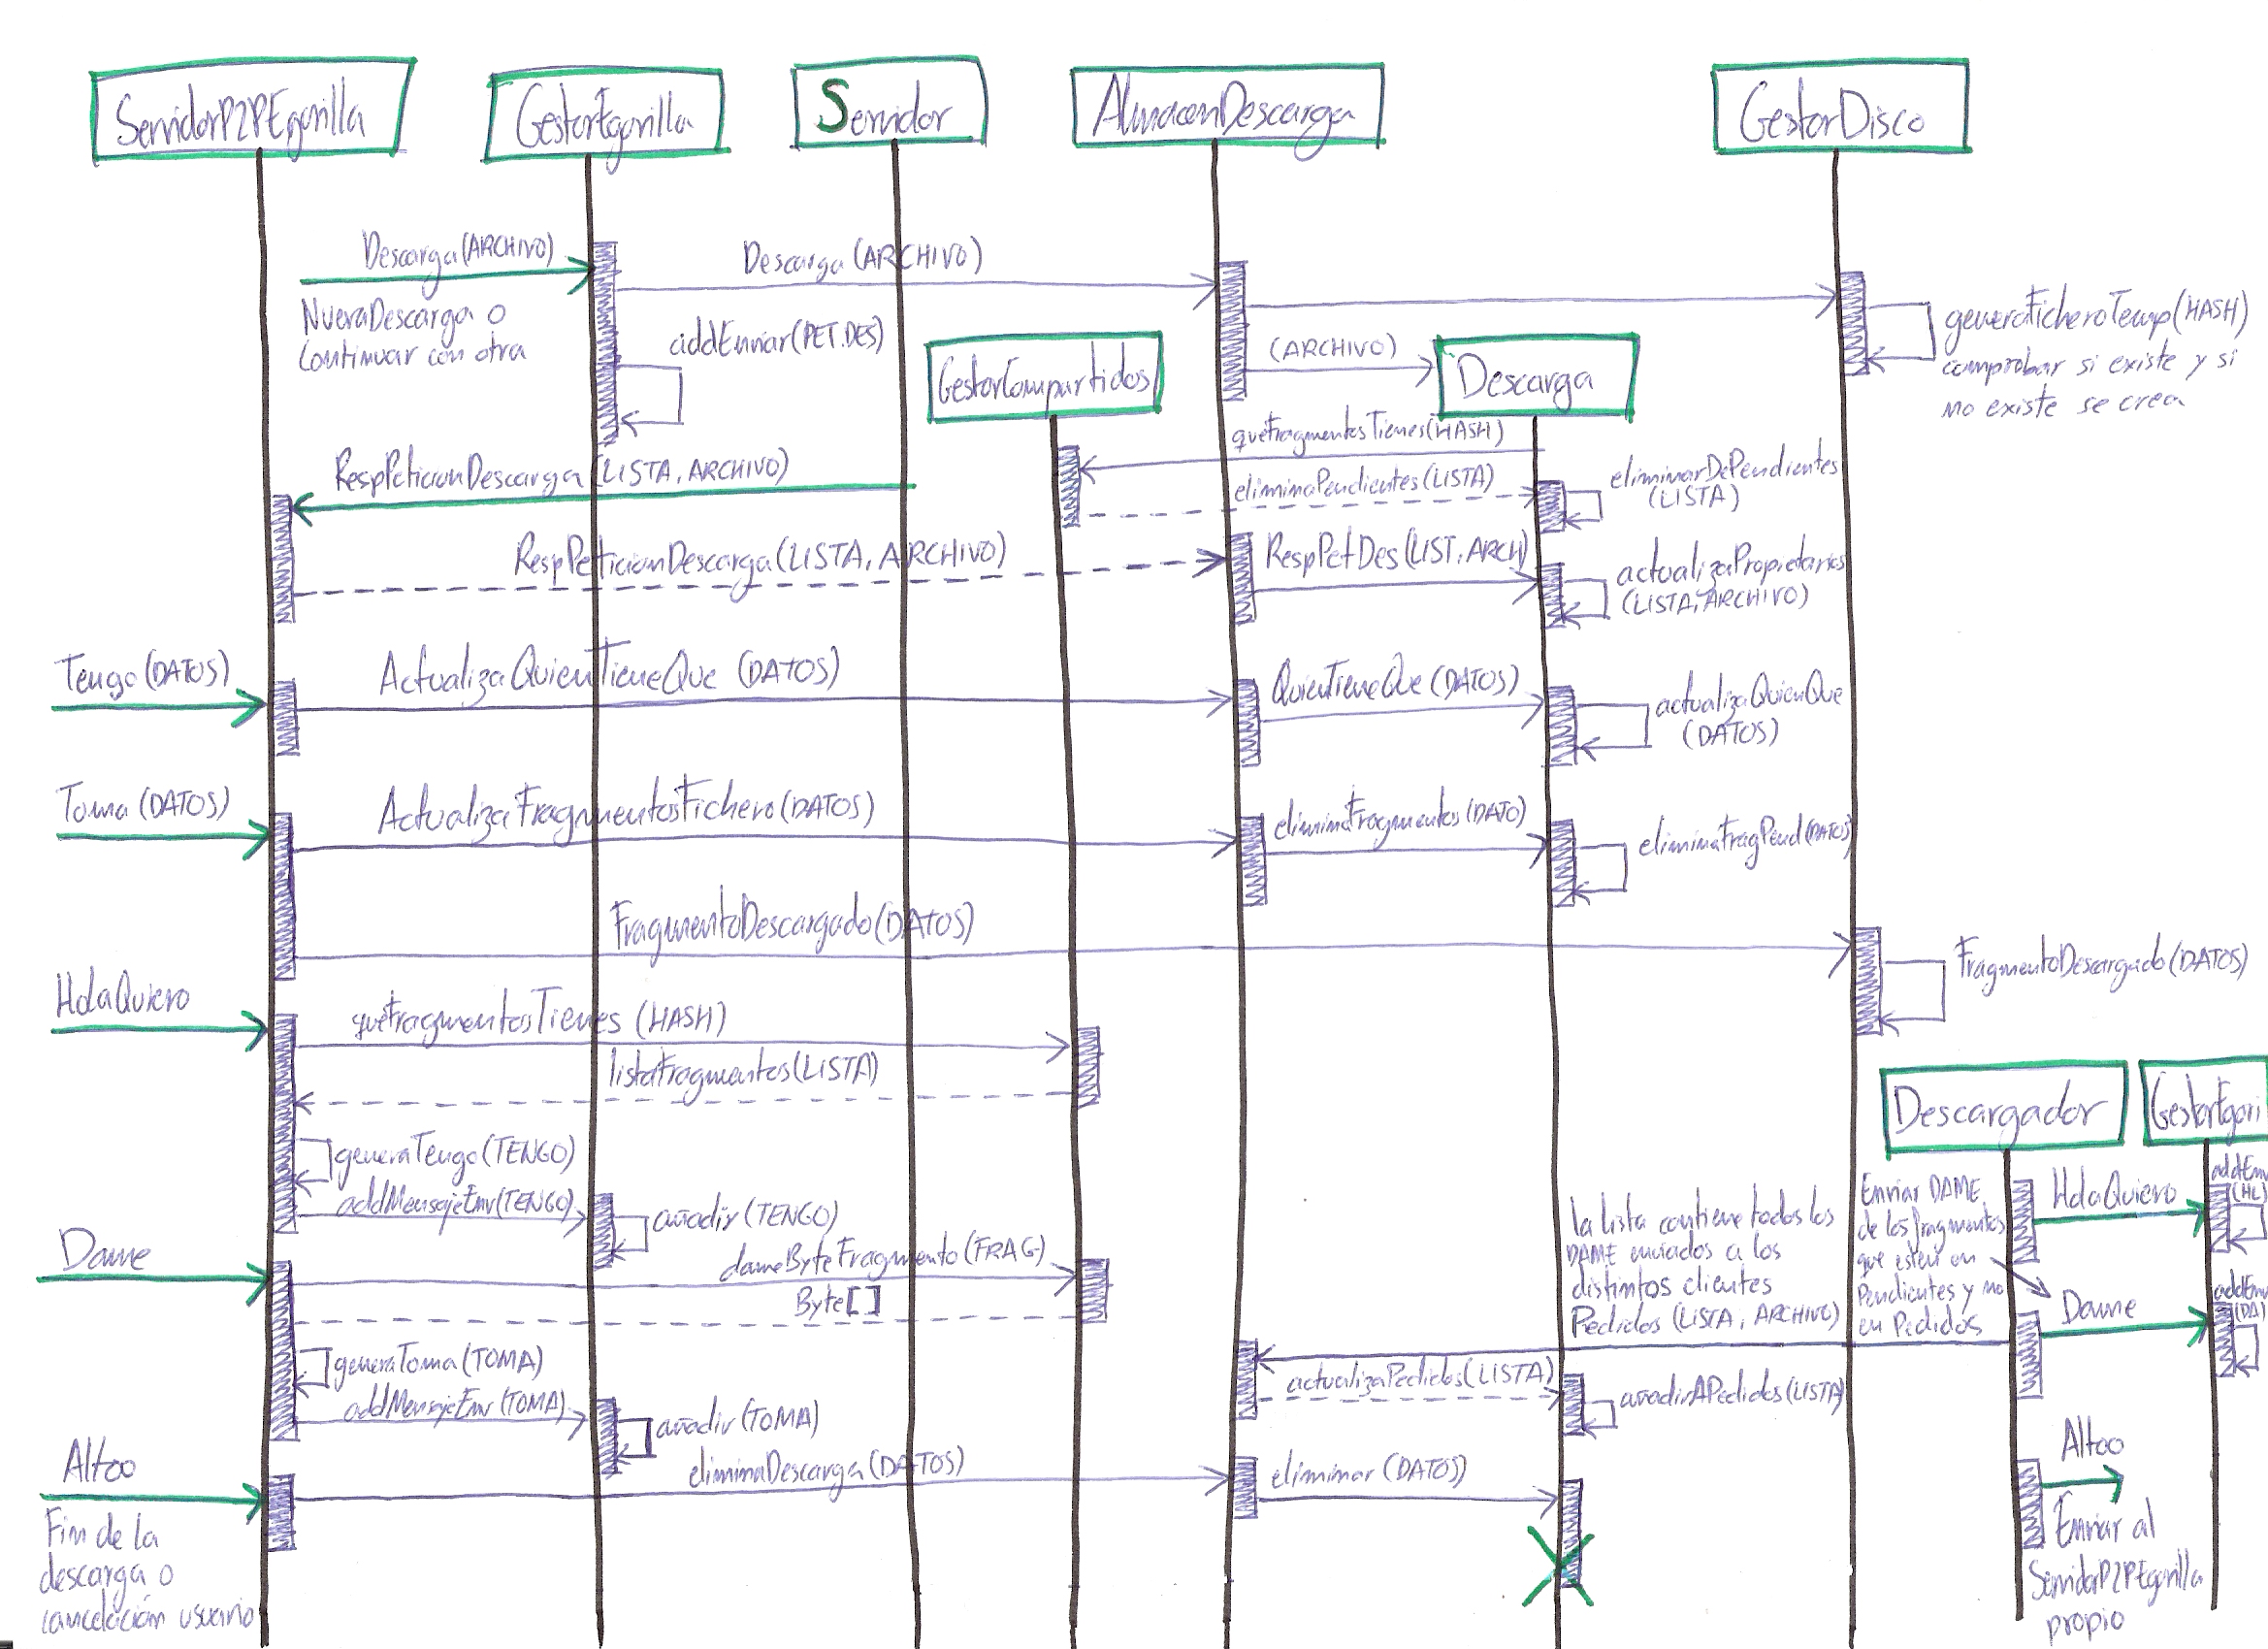 ServidorP2PEgorilla
GestorEgorilla
Servidor
AlmacenDescarga
GestorDisco
Descarga(ARCHIVO)
Descarga(ARCHIVO)
NuevaDescarga o
continuar con otra
addEnviar(PET.DES)
generaFicheroTemp(HASH)
comprobar si existe y si
no existe se crea
GestorCompartidos
(ARCHIVO)
Descarga
queFragmentosTienes(HASH)
RespPeticionDescarga(LISTA, ARCHIVO)
eliminaPendientes(LISTA)
eliminarDePendientes
(LISTA)
RespPeticionDescarga(LISTA, ARCHIVO)
RespPetDes(LIST, ARCH)
actualizaPropietarios
(LISTA, ARCHIVO)
Tengo(DATOS)
ActualizaQuienTieneQue (DATOS)
QuienTieneQue(DATOS)
actualizaQuienQue
(DATOS)
Toma(DATOS)
ActualizaFragmentosFichero(DATOS)
eliminaFragmentos(DATO)
eliminaFragPend(DATOS)
FragmentoDescargado(DATOS)
FragmentoDescargado(DATOS)
HolaQuiero
queFragmentosTienes (HASH)
listaFragmentos(LISTA)
generaTengo(TENGO)
addMensajeEnv(TENGO)
añadir(TENGO)
Descargador
GestorEgori
HolaQuiero
addEnv
(HL)
Enviar DAME
de los fragmentos
que esten en
Pendientes y no
en Pedidos
la lista contiene todos los
DAME enviados a los
distintos clientes
Pedidos (LISTA, ARCHIVO)
Dame
addEnv
(DA)
Dame
dameByteFragmento(FRAG)
Byte[]
generaToma(TOMA)
addMensajeEnv(TOMA)
añadir(TOMA)
actualizaPedidos(LISTA)
añadirAPedidos(LISTA)
Altoo
eliminaDescarga(DATOS)
eliminar(DATOS)
Fin de la
descarga o
cancelación usuario
Altoo
Enviar al
ServidorP2PEgorilla
propio